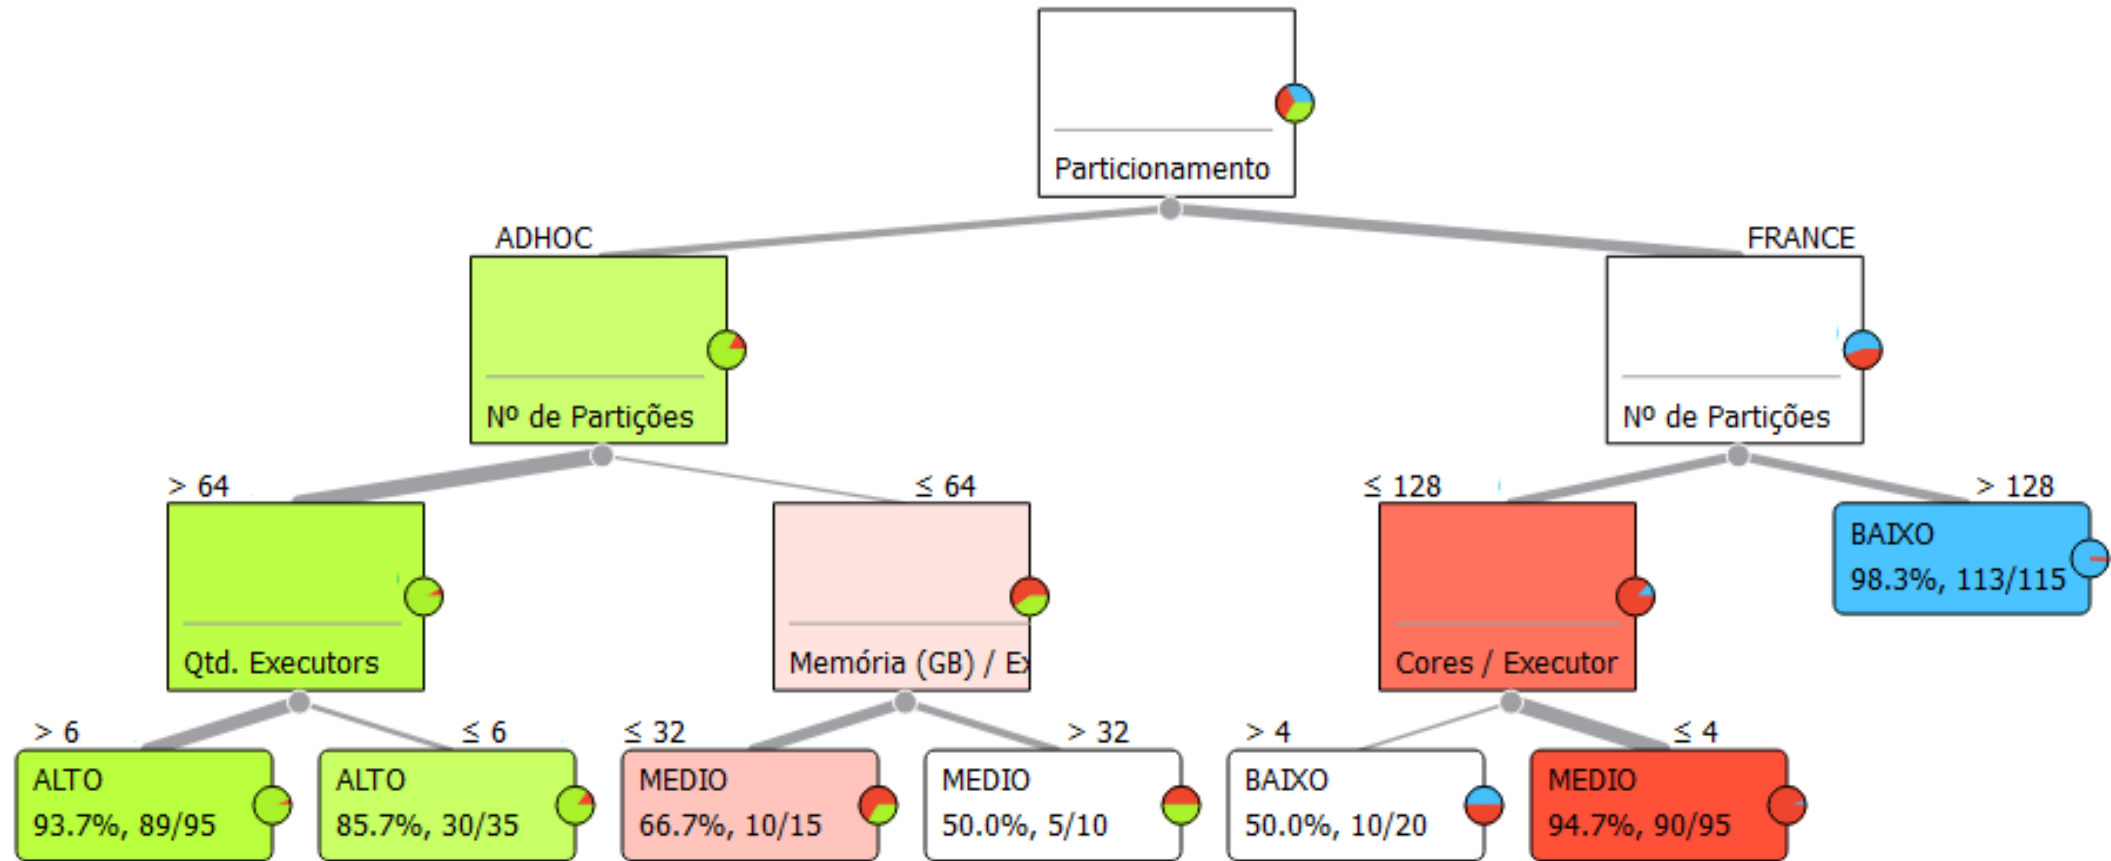 Particionamento
ADHOC
FRANCE
Nº de Partições
Nº de Partições
> 64
≤ 64
≤ 128
> 128
Qtd. Executors
Memória (GB) / Ex
Cores / Executor
BAIXO
98.3%, 113/115
> 6
≤ 6
≤ 32
> 32
> 4
≤ 4
ALTO
93.7%, 89/95
ALTO
85.7%, 30/35
MEDIO
66.7%, 10/15
MEDIO
50.0%, 5/10
BAIXO
50.0%, 10/20
MEDIO
94.7%, 90/95